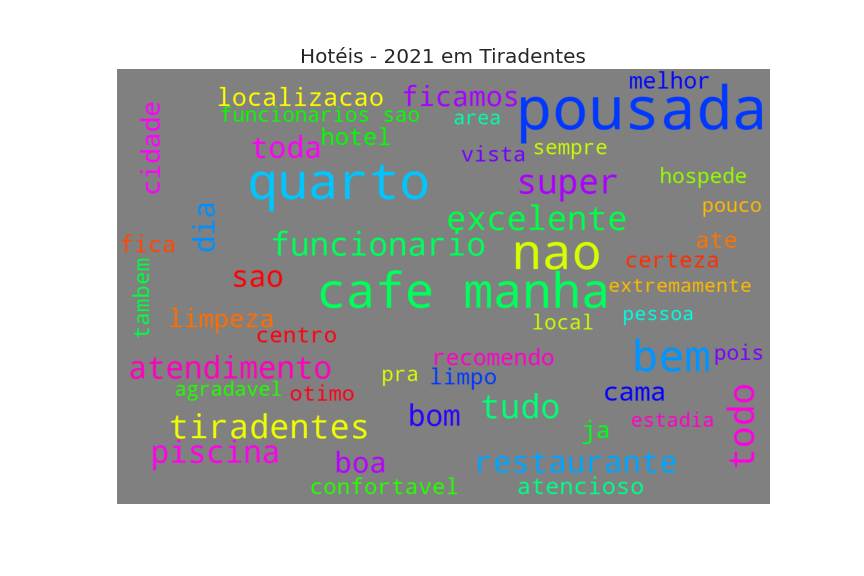 Hotéis - 2021 em Tiradentes
melhor
localizacao
ficamos
pousada
cidade
funcionarios sao
area
hotel
toda
vista
sempre
quarto
super
hospede
dia
excelente
pouco
fica
funcionario
nao
ate
certeza
tambem
sao
cafe manha
extremamente
limpeza
local
pessoa
centro
bem
pois
atendimento
recomendo
pra
limpo
agradavel
otimo
cama
todo
bom
tudo
estadia
tiradentes
ja
piscina
boa
restaurante
confortavel
atencioso